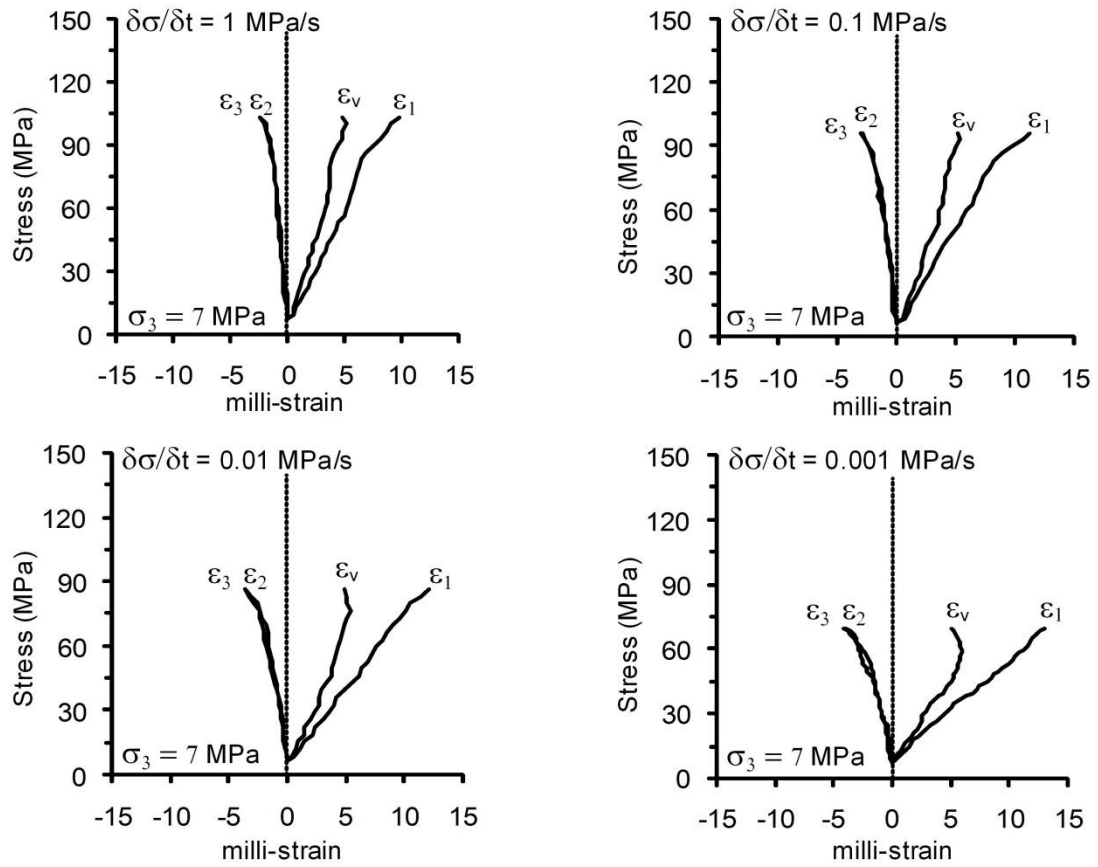 150
δσ/δt = 1 MPa/s
120
90
60
30
0
Stress (MPa)
ε3 ε2
εv
ε1
σ3 = 7 MPa
-15 -10 -5 0 5 10 15
milli-strain
150
δσ/δt = 0.1 MPa/s
120
90
60
30
0
Stress (MPa)
ε3 ε2
εv
ε1
σ3 = 7 MPa
-15 -10 -5 0 5 10 15
milli-strain
150
δσ/δt = 0.01 MPa/s
120
90
60
30
0
Stress (MPa)
ε3 ε2
εv
ε1
σ3 = 7 MPa
-15 -10 -5 0 5 10 15
milli-strain
150
δσ/δt = 0.001 MPa/s
120
90
60
30
0
Stress (MPa)
ε3 ε2
εv
ε1
σ3 = 7 MPa
-15 -10 -5 0 5 10 15
milli-strain